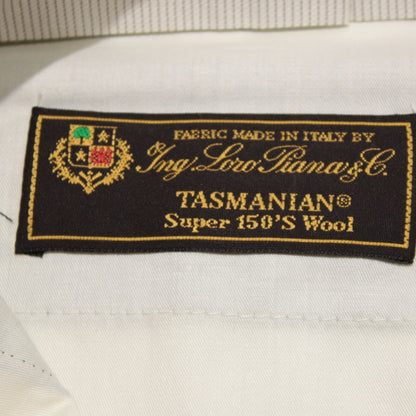 FABRIC MADE IN ITALY BY
Ing. Loro Piana & C.
TASMANIAN®
Super 150'S Wool